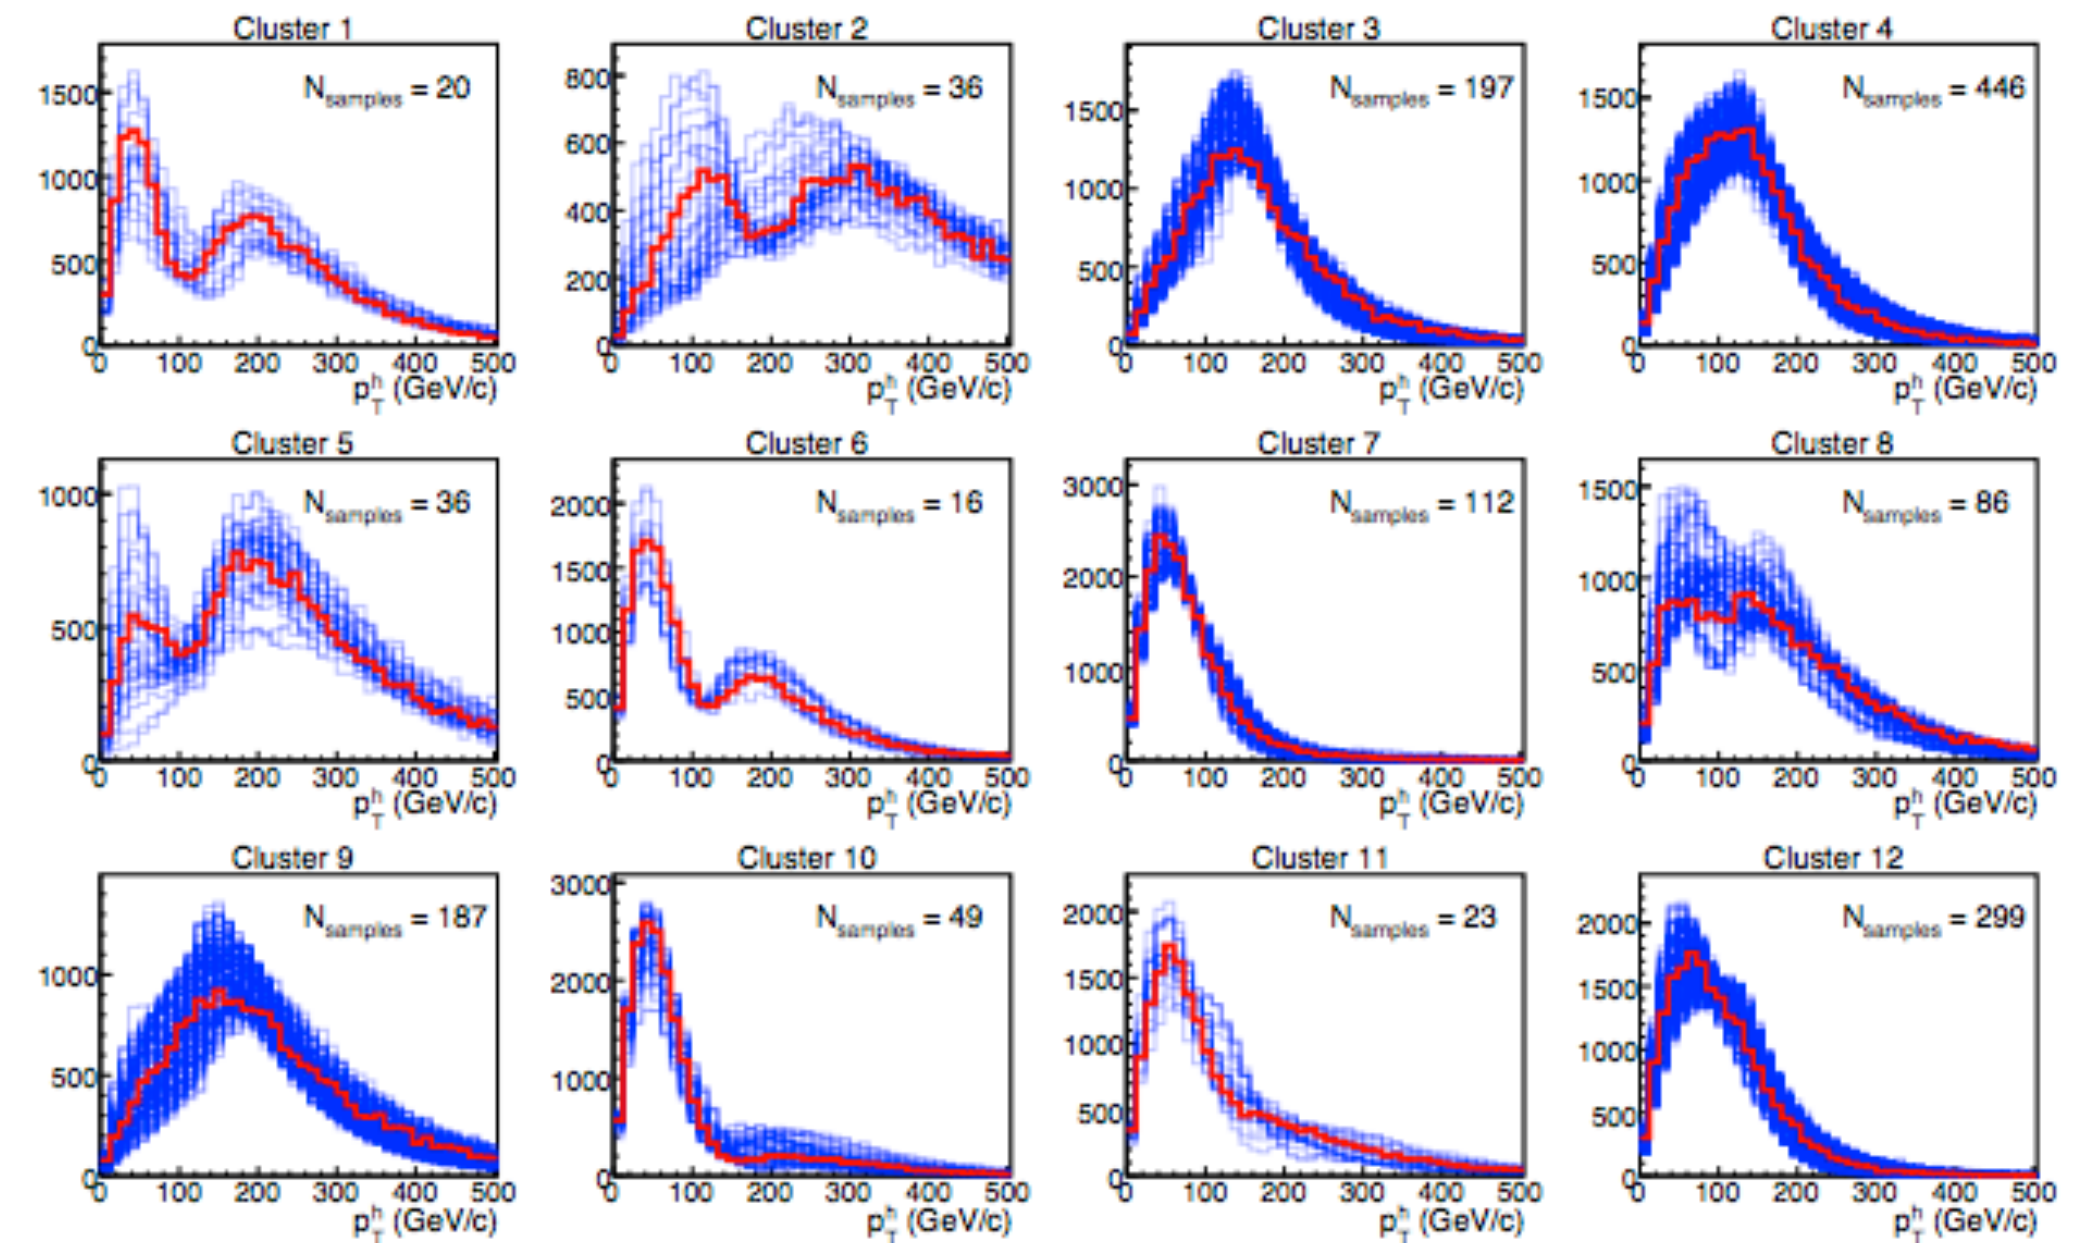 Cluster 1
Cluster 2
Cluster 3
Cluster 4
N_samples = 20
N_samples = 36
N_samples = 197
N_samples = 446
1500
1000
500
0
800
600
400
200
0
1500
1000
500
0
1500
1000
500
0
0 100 200 300 400 500
0 100 200 300 400 500
0 100 200 300 400 500
0 100 200 300 400 500
p_T^h (GeV/c)
p_T^h (GeV/c)
p_T^h (GeV/c)
p_T^h (GeV/c)
Cluster 5
Cluster 6
Cluster 7
Cluster 8
N_samples = 36
N_samples = 16
N_samples = 112
N_samples = 86
1000
500
0
2000
1500
1000
500
0
3000
2000
1000
0
1500
1000
500
0
0 100 200 300 400 500
0 100 200 300 400 500
0 100 200 300 400 500
0 100 200 300 400 500
p_T^h (GeV/c)
p_T^h (GeV/c)
p_T^h (GeV/c)
p_T^h (GeV/c)
Cluster 9
Cluster 10
Cluster 11
Cluster 12
N_samples = 187
N_samples = 49
N_samples = 23
N_samples = 299
1000
500
0
3000
2000
1000
0
2000
1500
1000
500
0
2000
1500
1000
500
0
0 100 200 300 400 500
0 100 200 300 400 500
0 100 200 300 400 500
0 100 200 300 400 500
p_T^h (GeV/c)
p_T^h (GeV/c)
p_T^h (GeV/c)
p_T^h (GeV/c)